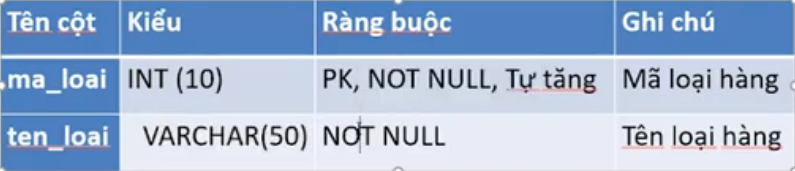 Tên cột Kiểu Ràng buộc Ghi chú
ma_loai INT (10) PK, NOT NULL, Tự tăng Mã loại hàng
ten_loai VARCHAR(50) NOT NULL Tên loại hàng